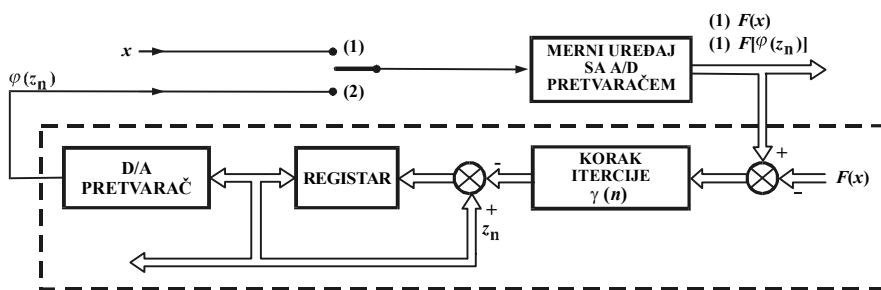 (1) F(x)
(1) F[φ(zn)]
x
(1)
(2)
φ(zn)
MERNI UREĐAJ
SA A/D
PRETVARAČEM
D/A
PRETVARAČ
REGISTAR
-
+
zn
KORAK
ITERCIJE
γ (n)
+
-
F(x)